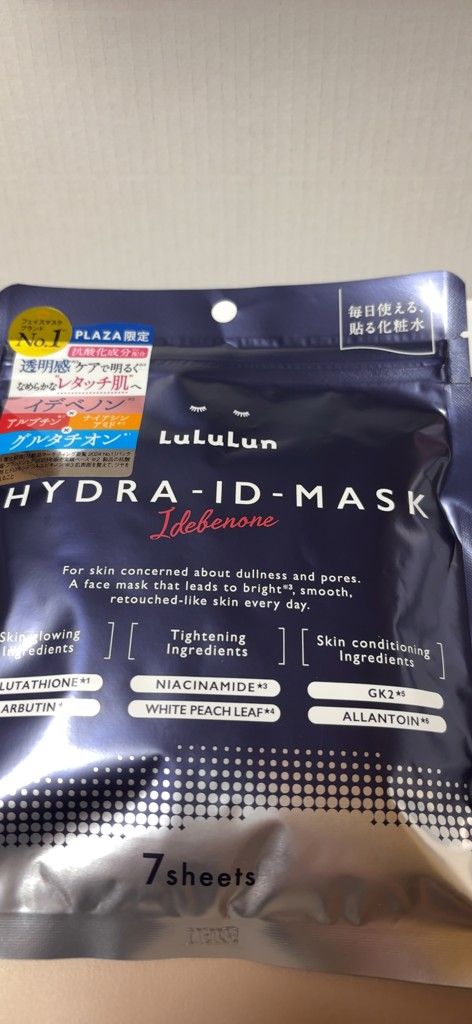 フェイスマスク
ブランド
No.1
PLAZA限定
抗酸化成分配合
透明感*²ケアで明るく*³
なめらかなレタッチ肌へ
イデベノン
×
アルブチン
ナイアシン
アミド
×
グルタチオン
毎日使える、
貼る化粧水
LuLuLun
HYDRA-ID-MASK
Idebenone
For skin concerned about dullness and pores.
A face mask that leads to bright*³, smooth,
retouched-like skin every day.
Skin glowing
Ingredients
LUTATHIONE★1
ARBUTIN
Tightening
Ingredients
NIACINAMIDE★3
WHITE PEACH LEAF★4
Skin conditioning
Ingredients
GK2★5
ALLANTOIN★6
7sheets